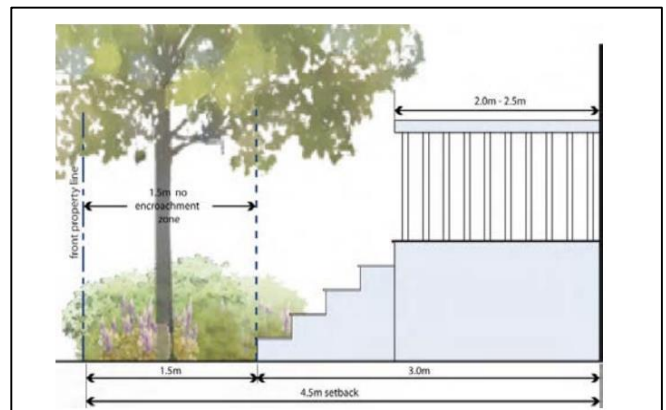 2.0m - 2.5m
front property line
1.5m no
encroachment
zone
1.5m
3.0m
4.5m setback